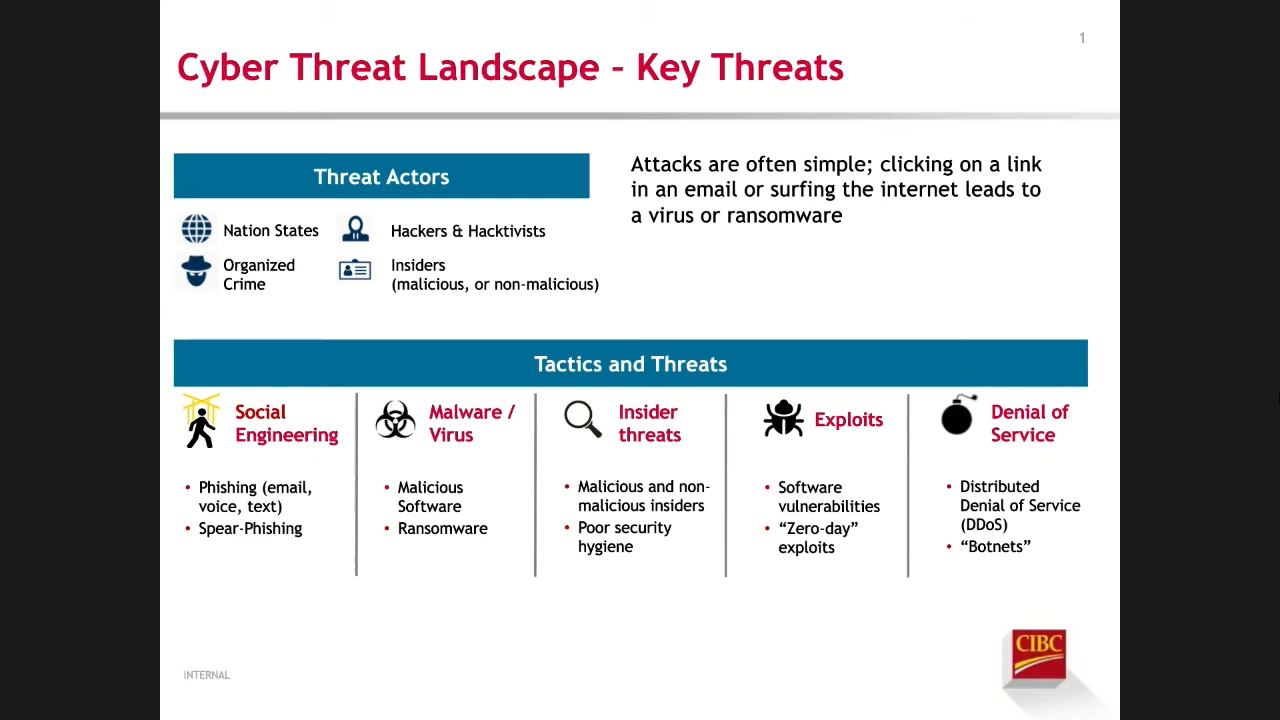 1
Cyber Threat Landscape – Key Threats
Threat Actors
Nation States
Hackers & Hacktivists
Organized
Crime
Insiders
(malicious, or non-malicious)
Attacks are often simple; clicking on a link
in an email or surfing the internet leads to
a virus or ransomware
Tactics and Threats
Social
Engineering
• Phishing (email,
voice, text)
• Spear-Phishing
Malware /
Virus
• Malicious
Software
• Ransomware
Insider
threats
• Malicious and non-
malicious insiders
• Poor security
hygiene
Exploits
• Software
vulnerabilities
• “Zero-day”
exploits
Denial of
Service
• Distributed
Denial of Service
(DDoS)
• “Botnets”
INTERNAL
CIBC